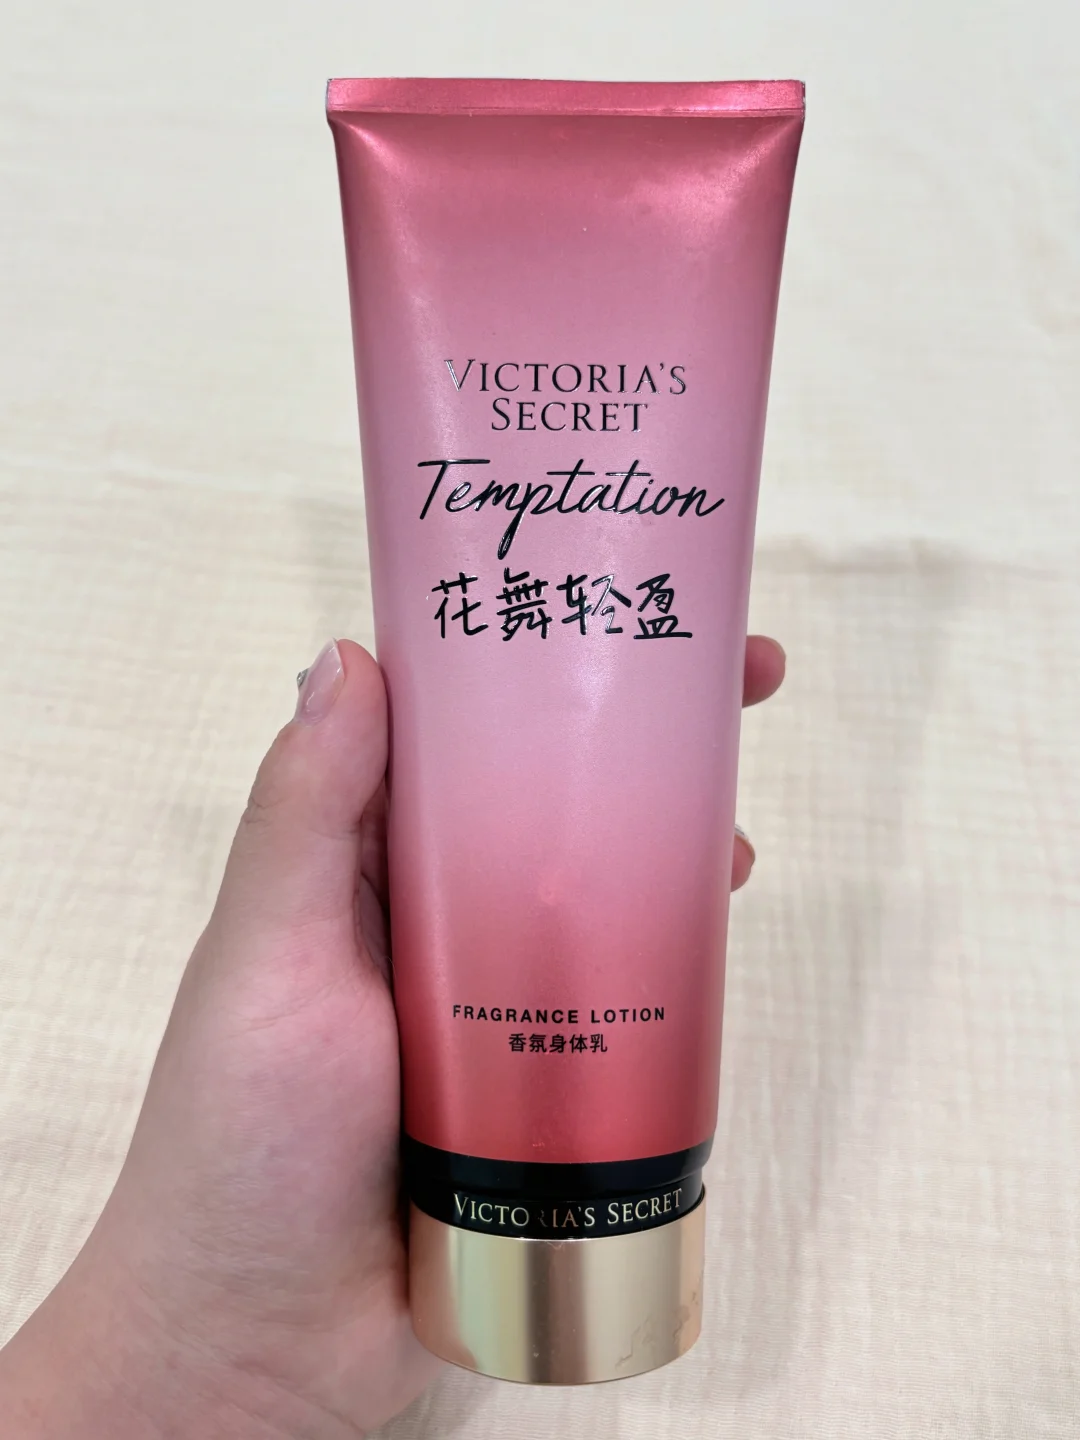 VICTORIA'S
SECRET
Temptation
花舞轻盈
FRAGRANCE LOTION
香氛身体乳
VICTORIA'S SECRET